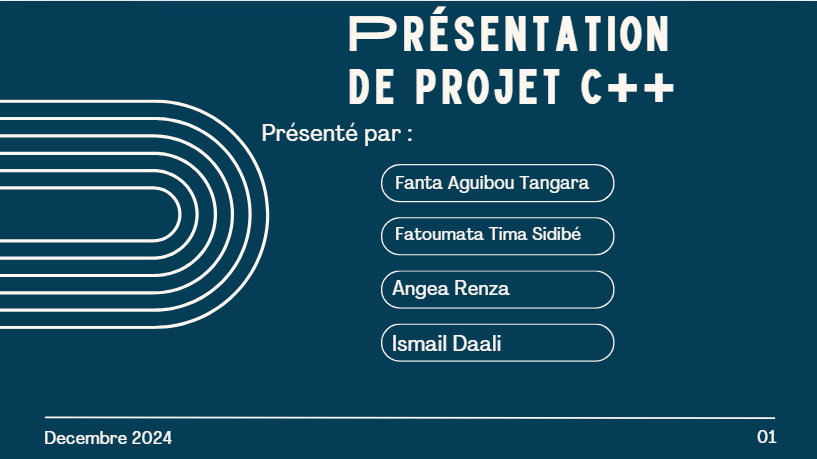 PRÉSENTATION
DE PROJET C++
Présenté par :
Fanta Aguibou Tangara
Fatoumata Tima Sidibé
Angea Renza
Ismail Daali
Decembre 2024
01